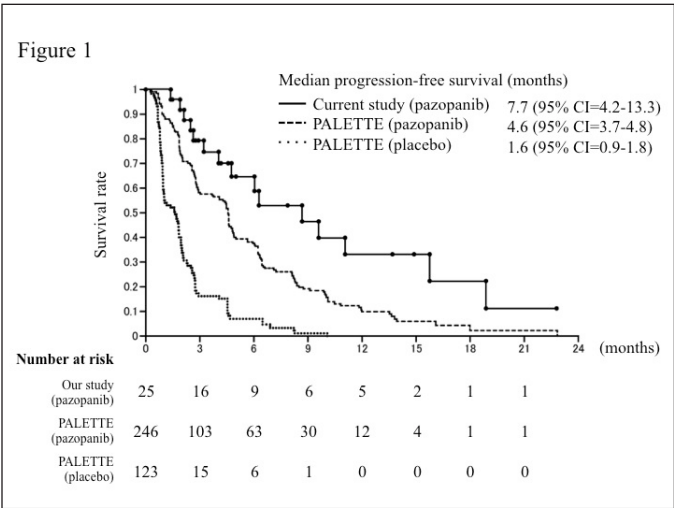 Figure 1
Median progression-free survival (months)
Current study (pazopanib) 7.7 (95% CI=4.2-13.3)
PALETTE (pazopanib) 4.6 (95% CI=3.7-4.8)
PALETTE (placebo) 1.6 (95% CI=0.9-1.8)
Survival rate
1
0.9
0.8
0.7
0.6
0.5
0.4
0.3
0.2
0.1
0
0 3 6 9 12 15 18 21 24 (months)
Number at risk
Our study
(pazopanib) 25 16 9 6 5 2 1 1
PALETTE
(pazopanib) 246 103 63 30 12 4 1 1
PALETTE
(placebo) 123 15 6 1 0 0 0 0